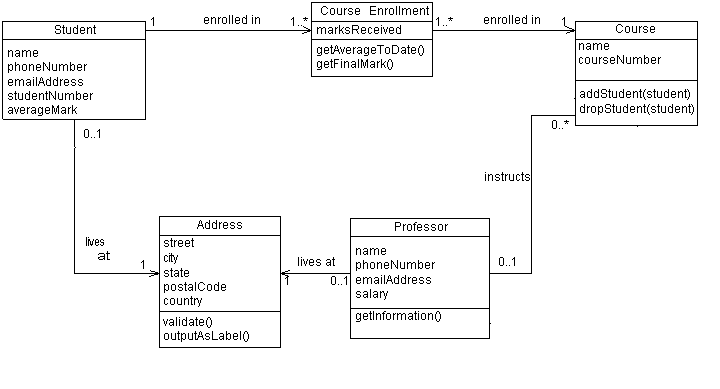 Student
name
phoneNumber
emailAddress
studentNumber
averageMark
1
enrolled in
1..*
Course Enrollment
marksReceived
getAverageToDate()
getFinalMark()
1..*
enrolled in
1
Course
name
courseNumber
addStudent(student)
dropStudent(student)
0..1
lives
at
1
0..*
instructs
0..1
Address
street
city
state
postalCode
country
validate()
outputAsLabel()
lives at
1
0..1
Professor
name
phoneNumber
emailAddress
salary
getInformation()